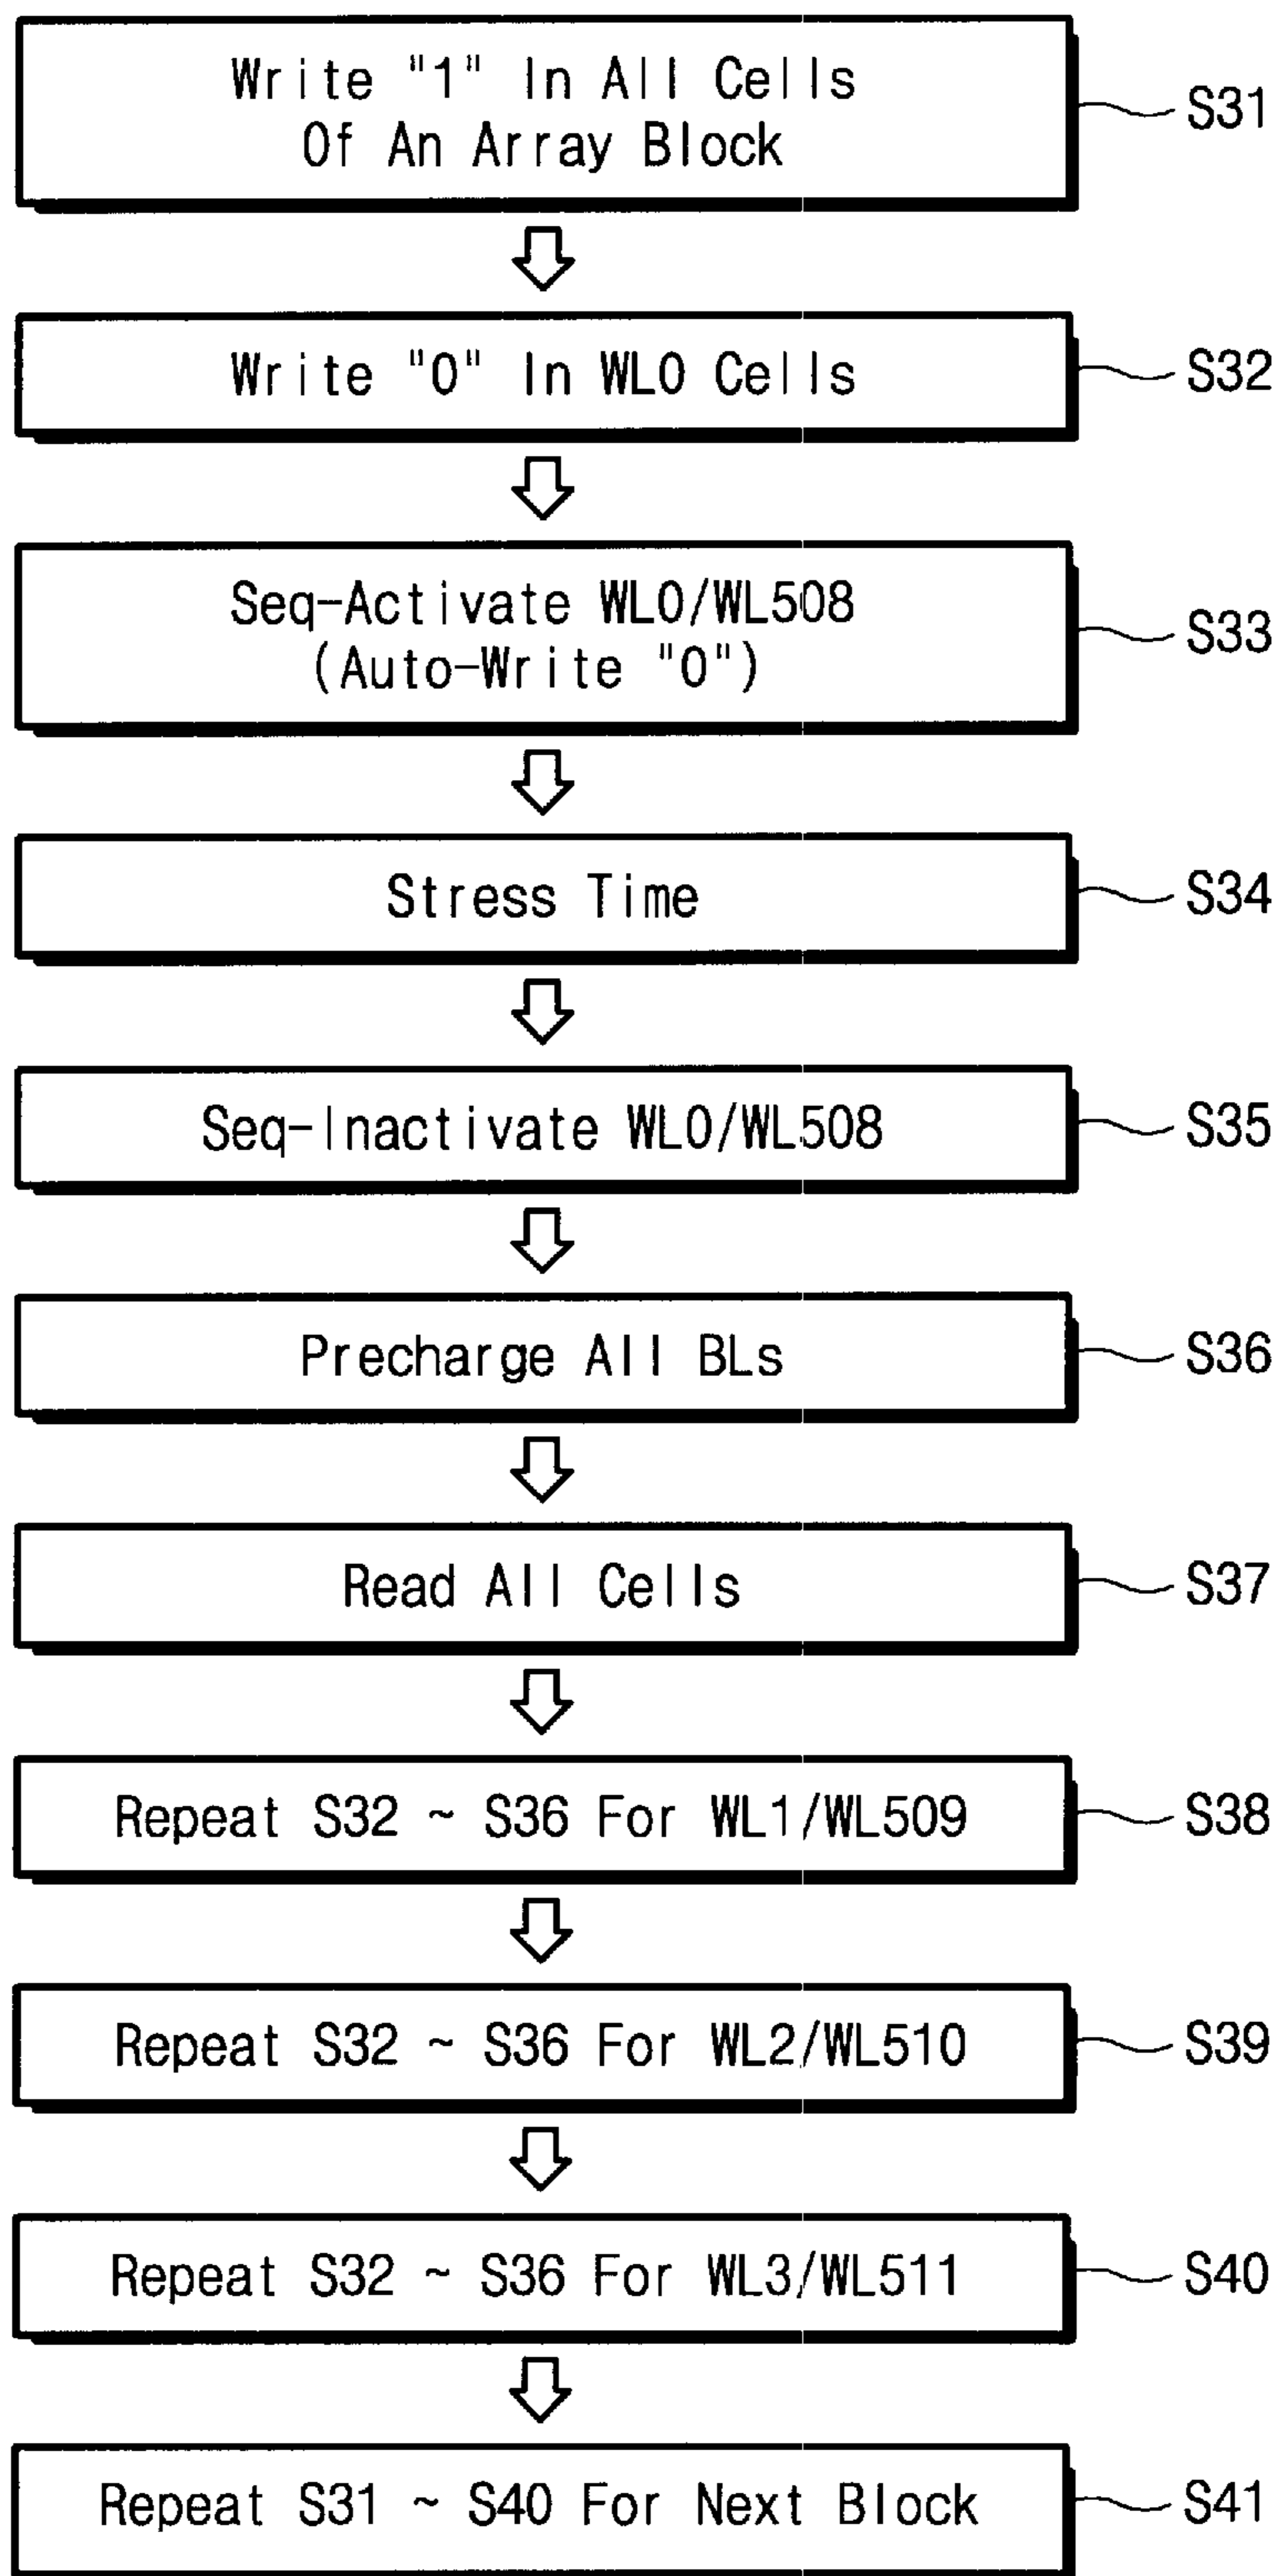 Write "1" In All Cells
Of An Array Block
S31
Write "0" In WL0 Cells
S32
Seq-Activate WL0/WL508
(Auto-Write "0")
S33
Stress Time
S34
Seq-Inactivate WL0/WL508
S35
Precharge All BLs
S36
Read All Cells
S37
Repeat S32 ~ S36 For WL1/WL509
S38
Repeat S32 ~ S36 For WL2/WL510
S39
Repeat S32 ~ S36 For WL3/WL511
S40
Repeat S31 ~ S40 For Next Block
S41